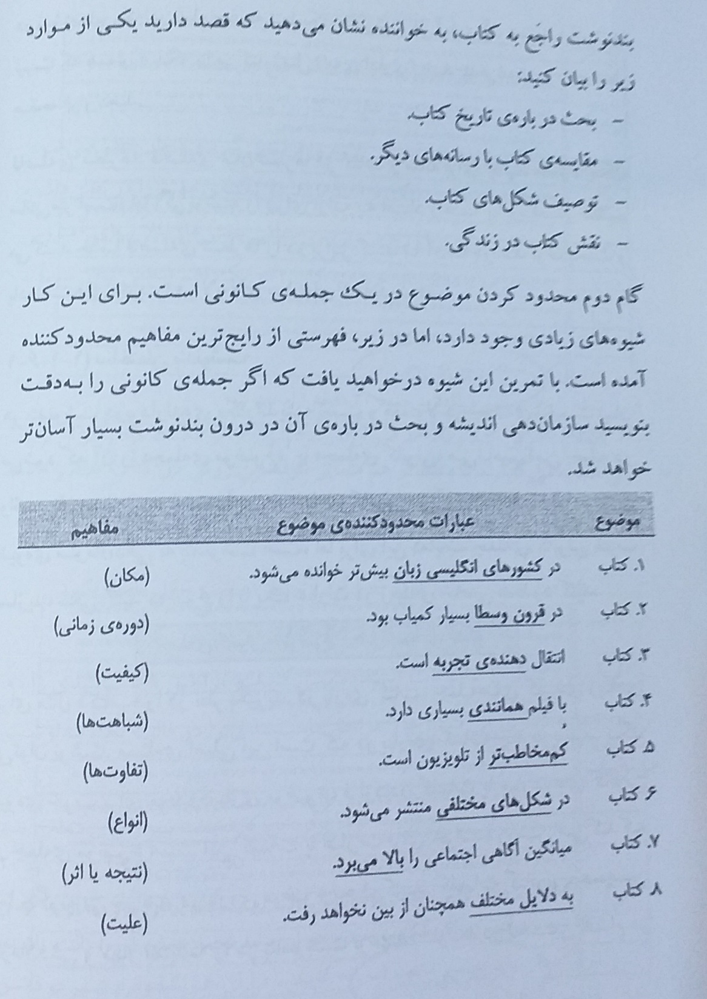 بندنوشت راجع به کتاب، به خواننده نشان می‌دهید که قصد دارید یکی از موارد
زیر را بیان کنید:
- بحث در باره‌ی تاریخ کتاب.
- مقایسه‌ی کتاب با رسانه‌های دیگر.
- توصیف شکل‌های کتاب.
- نقش کتاب در زندگی.
گام دوم محدود کردن موضوع در یک جمله‌ی کانونی است. برای این کار
شیوه‌های زیادی وجود دارد، اما در زیر، فهرستی از رایج‌ترین مفاهیم محدودکننده
آمده است. با تمرین این شیوه درخواهید یافت که اگر جمله‌ی کانونی را به‌دقت
بنویسید سازمان‌دهی اندیشه و بحث در باره‌ی آن در درون بندنوشت بسیار آسان‌تر
خواهد شد.
موضوع عبارات محدودکننده‌ی موضوع مفاهیم
۱. کتاب در کشورهای انگلیسی زبان بیش‌تر خوانده می‌شود. (مکان)
۲. کتاب در قرون وسطا بسیار کمیاب بود. (دوره‌ی زمانی)
۳. کتاب انتقال دهنده‌ی تجربه است. (کیفیت)
۴. کتاب با فیلم همانندی بسیاری دارد. (شباهت‌ها)
۵. کتاب کم‌مخاطب‌تر از تلویزیون است. (تفاوت‌ها)
۶. کتاب در شکل‌های مختلفی منتشر می‌شود. (انواع)
۷. کتاب میانگین آگاهی اجتماعی را بالا می‌برد. (نتیجه یا اثر)
۸. کتاب به دلایل مختلف همچنان از بین نخواهد رفت. (علیت)